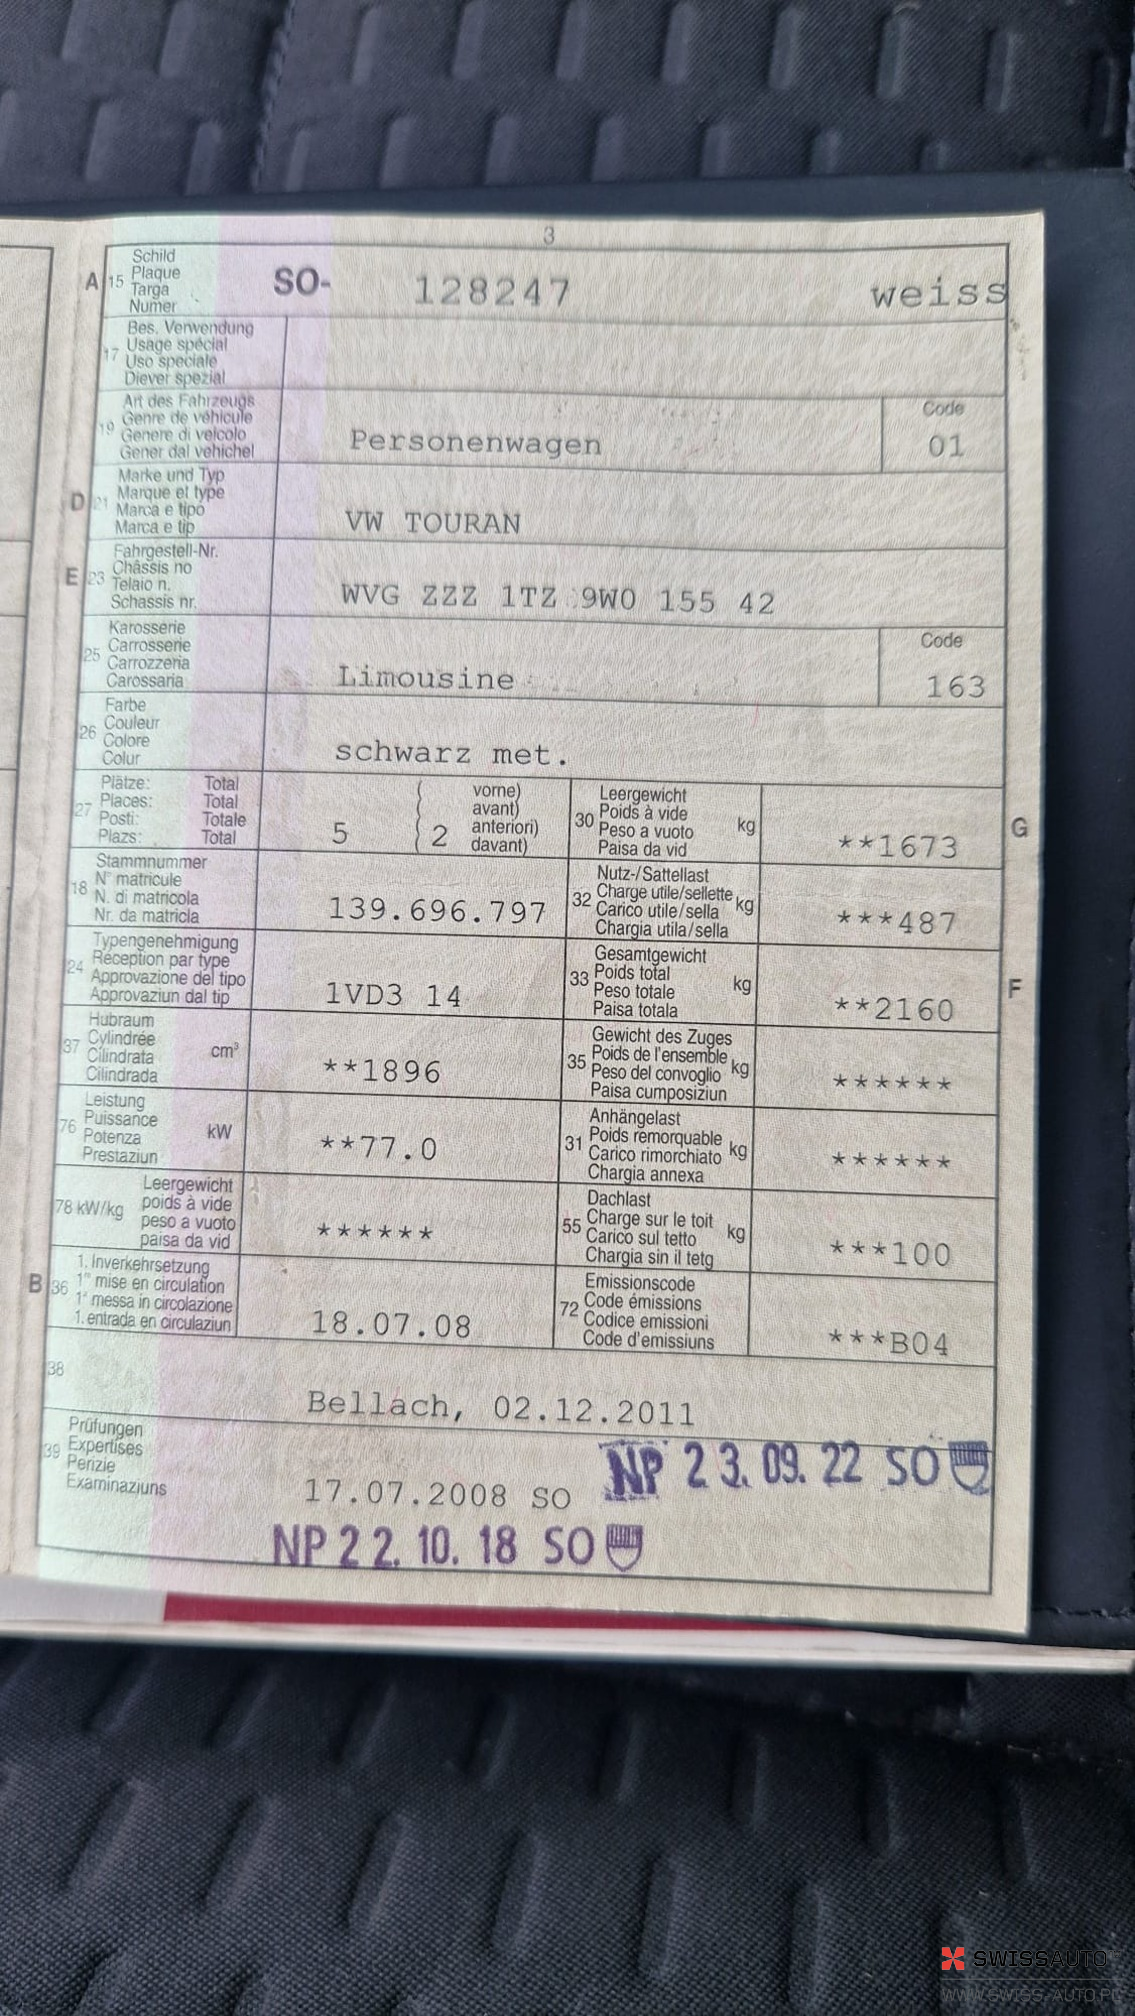 3
A 15 Schild
Plaque
Targa
Numer
SO- 128247 weiss
17 Bes. Verwendung
Usage spécial
Uso speciale
Diever spezial
19 Art des Fahrzeugs
Genre de véhicule
Genere di veicolo
Gener dal vehichel
Personenwagen
Code
01
D 21 Marke und Typ
Marque et type
Marca e tipo
Marca e tip
VW TOURAN
E 23 Fahrgestell-Nr.
Châssis no
Telaio n.
Schassis nr.
WVG ZZZ 1TZ 9W0 155 42
25 Karosserie
Carrosserie
Carrozzeria
Carossaria
Limousine
Code
163
26 Farbe
Couleur
Colore
Colur
schwarz met.
27 Plätze: Total
Places: Total
Posti: Totale
Plazs: Total
5 ( 2 vorne)
avant)
anteriori)
davant)
30 Leergewicht
Poids à vide
Peso a vuoto
Paisa da vid
kg
**1673
G
18 Stammnummer
N° matricule
N. di matricola
Nr. da matricla
139.696.797
32 Nutz-/Sattellast
Charge utile/sellette
Carico utile/sella
Chargia utila/sella
kg
***487
24 Typengenehmigung
Réception par type
Approvazione del tipo
Approvaziun dal tip
1VD3 14
33 Gesamtgewicht
Poids total
Peso totale
Paisa totala
kg
**2160
F
37 Hubraum
Cylindrée
Cilindrata
Cilindrada
cm³
**1896
35 Gewicht des Zuges
Poids de l'ensemble
Peso del convoglio
Paisa cumposiziun
kg
******
76 Leistung
Puissance
Potenza
Prestaziun
kW
**77.0
31 Anhängelast
Poids remorquable
Carico rimorchiato
Chargia annexa
kg
******
78 kW/kg Leergewicht
poids à vide
peso a vuoto
paisa da vid
******
55 Dachlast
Charge sur le toit
Carico sul tetto
Chargia sin il tetg
kg
***100
B 36 1. Inverkehrsetzung
1re mise en circulation
1a messa in circolazione
1. entrada en circulaziun
18.07.08
72 Emissionscode
Code émissions
Codice emissioni
Code d'emissiuns
***B04
38
Bellach, 02.12.2011
39 Prüfungen
Expertises
Perizie
Examinaziuns
17.07.2008 SO
NP 23.09.22 SO
NP 22.10.18 SO
SWISSAUTO
WWW.SWISS-AUTO.PL